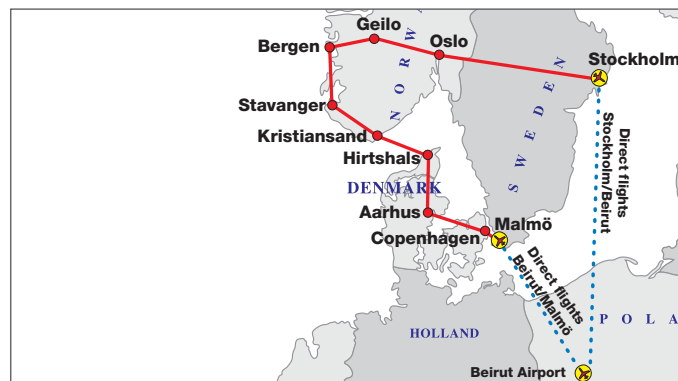 Geilo
Bergen
Oslo
Stockholm
NORW
SWEDEN
Stavanger
Kristiansand
Hirtshals
DENMARK
Aarhus
Copenhagen
Malmö
Direct flights
Stockholm/Beirut
Direct flights
Beirut/Malmö
HOLLAND
POLA
Beirut Airport